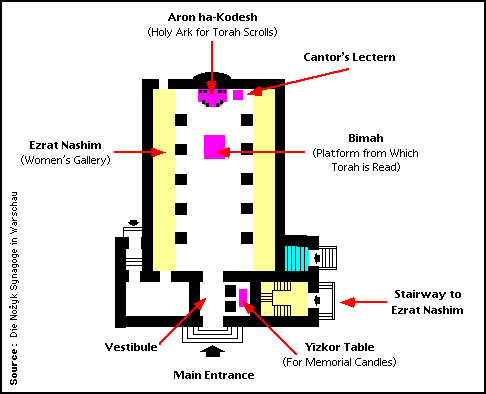 Aron ha-Kodesh
(Holy Ark for Torah Scrolls)
Cantor's Lectern
Ezrat Nashim
(Women's Gallery)
Bimah
(Platform from Which
Torah is Read)
Stairway to
Ezrat Nashim
Vestibule
Yizkor Table
(For Memorial Candles)
Main Entrance
Source: Die Nożyk Synagoge in Warschau